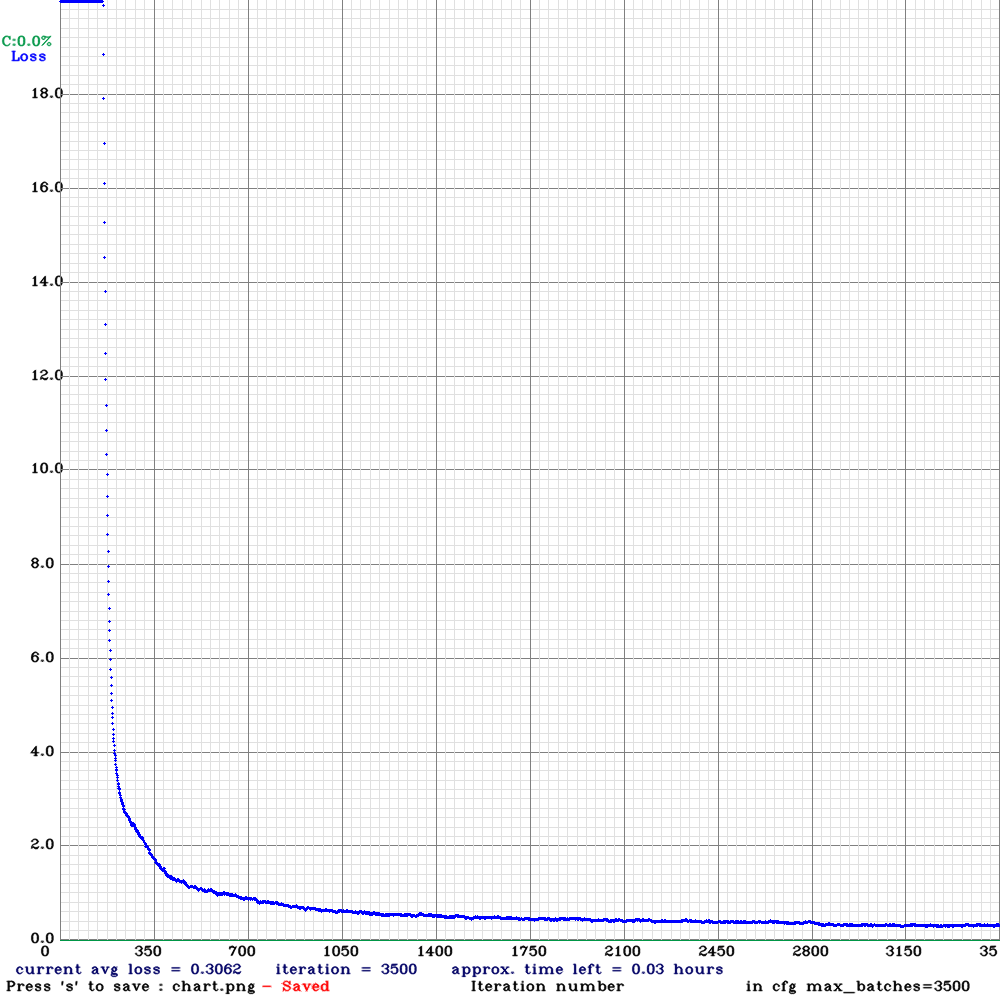 C:0.0%
Loss
18.0
16.0
14.0
12.0
10.0
8.0
6.0
4.0
2.0
0.0
0 350 700 1050 1400 1750 2100 2450 2800 3150 35
current avg loss = 0.3062 iteration = 3500 approx. time left = 0.03 hours
Press 's' to save : chart.png - Saved Iteration number in cfg max_batches=3500